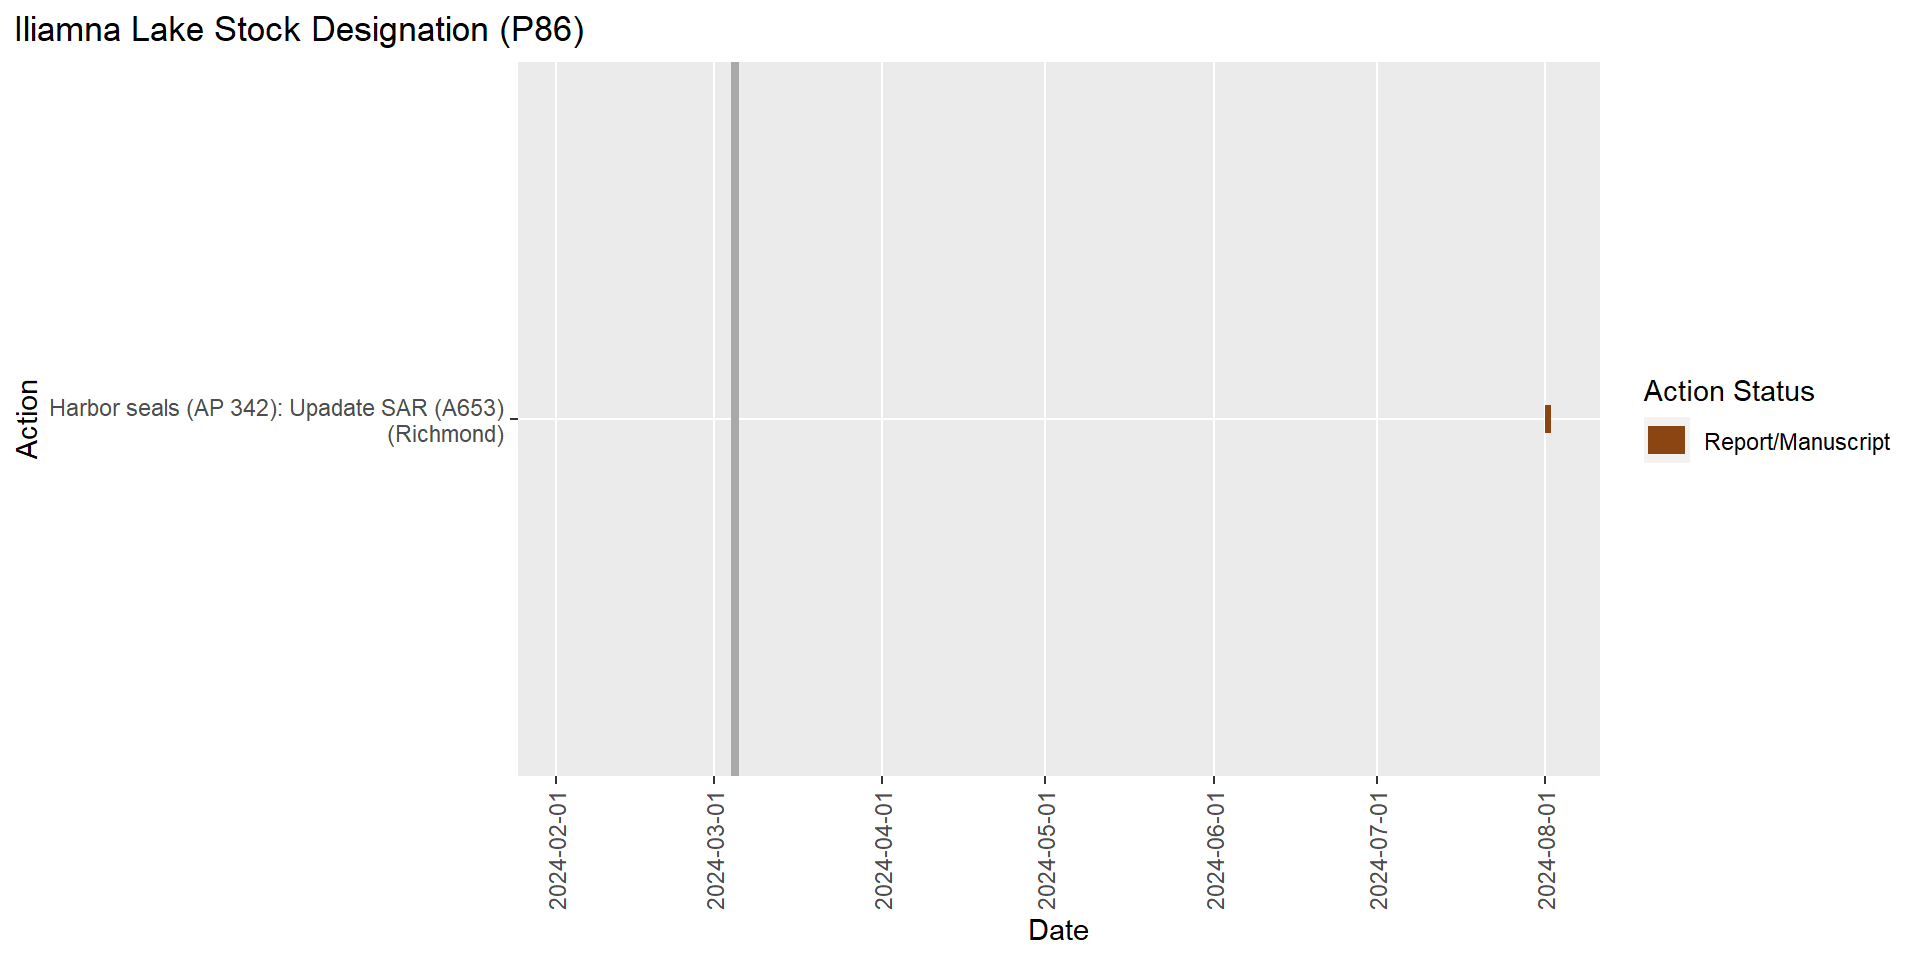 Iliamna Lake Stock Designation (P86)
Action
Harbor seals (AP 342): Upadate SAR (A653)
(Richmond)
2024-02-01
2024-03-01
2024-04-01
2024-05-01
2024-06-01
2024-07-01
2024-08-01
Date
Action Status
Report/Manuscript